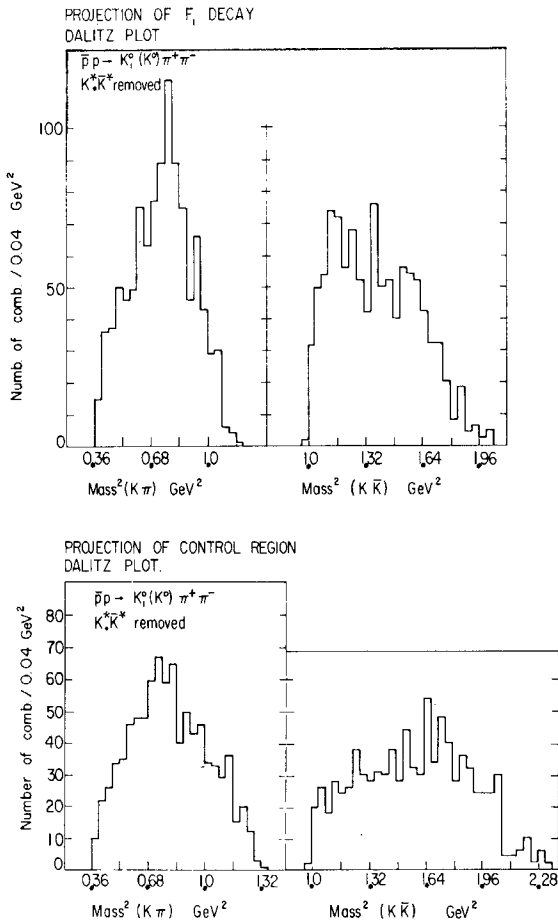 PROJECTION OF F₁ DECAY
DALITZ PLOT
p̄p → K₁⁰(K⁰)π⁺π⁻
K*K̄* removed
Numb. of comb / 0.04 GeV²
100
50
0
0.36 0.68 1.0
1.0 1.32 1.64 1.96
Mass²(Kπ) GeV²
Mass² (KK̄) GeV²
PROJECTION OF CONTROL REGION
DALITZ PLOT.
p̄p → K₁⁰(K⁰)π⁺π⁻
K*K̄* removed
Number of comb / 0.04 GeV²
80
70
60
50
40
30
20
10
0
0.36 0.68 1.0 1.32
1.0 1.32 1.64 1.96 2.28
Mass² (Kπ) GeV²
Mass² (KK̄) GeV²